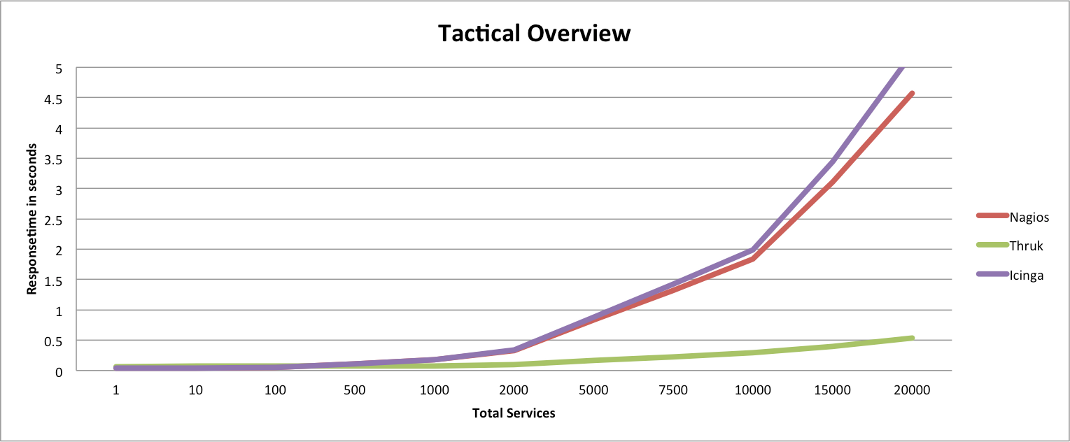 Tactical Overview
5
4.5
4
3.5
3
2.5
2
1.5
1
0.5
0
Responsetime in seconds
1 10 100 500 1000 2000 5000 7500 10000 15000 20000
Total Services
Nagios
Thruk
Icinga